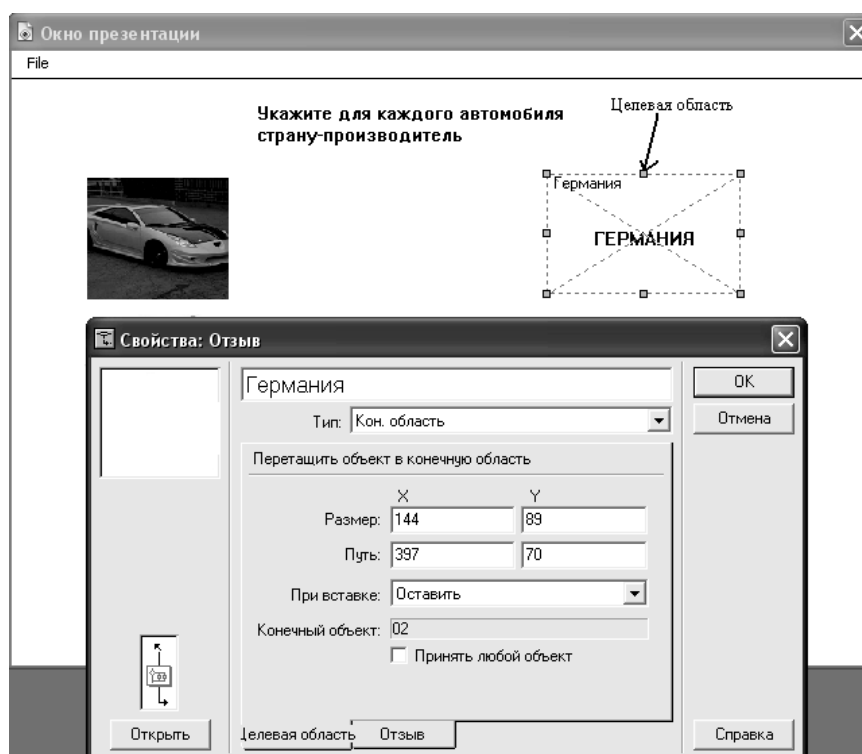 Окно презентации
File
Укажите для каждого автомобиля
страну-производитель
Целевая область
Германия
ГЕРМАНИЯ
Свойства: Отзыв
Германия
OK
Тип: Кон. область
Отмена
Перетащить объект в конечную область
X Y
Размер: 144 89
Путь: 397 70
При вставке: Оставить
Конечный объект: 02
Принять любой объект
Открыть
Целевая область Отзыв
Справка